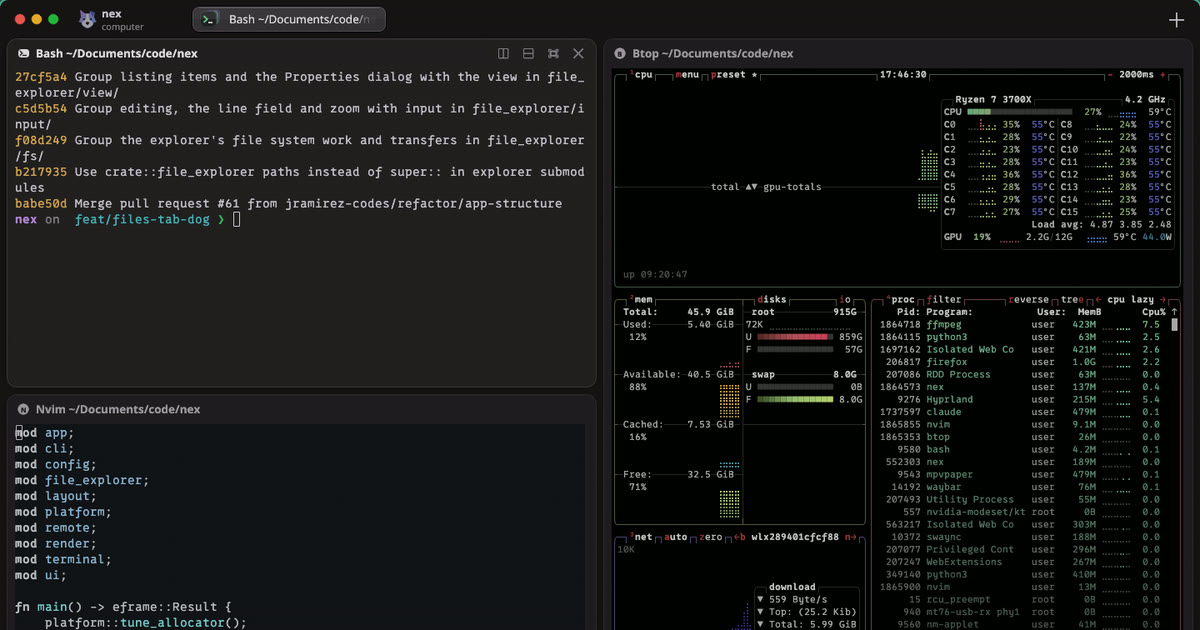 nex
computer
Bash ~/Documents/code/n
Bash ~/Documents/code/nex
27cf5a4 Group listing items and the Properties dialog with the view in file_
explorer/view/
c5d5b54 Group editing, the line field and zoom with input in file_explorer/i
nput/
f08d249 Group the explorer's file system work and transfers in file_explorer
/fs/
b217935 Use crate::file_explorer paths instead of super:: in explorer submod
ules
babe50d Merge pull request #61 from jramirez-codes/refactor/app-structure
nex on feat/files-tab-dog ❯
Nvim ~/Documents/code/nex
mod app;
mod cli;
mod config;
mod file_explorer;
mod layout;
mod platform;
mod remote;
mod render;
mod terminal;
mod ui;
fn main() -> eframe::Result {
platform::tune_allocator();
Btop ~/Documents/code/nex
¹cpu menu preset * 17:46:30 - 2000ms +
Ryzen 7 3700X 4.2 GHz
CPU 27% 59°C
C0 35% 55°C C8 24% 55°C
C1 28% 55°C C9 22% 55°C
C2 23% 55°C C10 24% 55°C
C3 28% 55°C C11 23% 55°C
C4 36% 55°C C12 36% 55°C
C5 28% 55°C C13 28% 55°C
C6 29% 55°C C14 23% 55°C
C7 27% 55°C C15 25% 55°C
Load avg: 4.87 3.85 2.48
GPU 19% 2.2G/12G 59°C 44.0W
total ▲▼ gpu-totals
up 09:20:47
²mem disks io
Total: 45.9 GiB
Used: 5.40 GiB
12%
Available: 40.5 GiB
88%
Cached: 7.53 GiB
16%
Free: 32.5 GiB
71%
root 915G
72K
U 859G
F 57G
swap 8.0G
U 0B
F 8.0G
³net auto zero ←b wlx289401cfcf88 n→
10K
download
▼ 559 Byte/s
▼ Top: (25.2 Kib)
▼ Total: 5.99 GiB
⁴proc filter reverse tree ← cpu lazy →
Pid: Program: User: MemB Cpu% ↑
1864718 ffmpeg user 423M 7.5
1864115 python3 user 63M 2.5
1697162 Isolated Web Co user 421M 2.6
206817 firefox user 1.0G 2.2
207086 RDD Process user 63M 0.0
1864573 nex user 137M 0.4
9276 Hyprland user 215M 5.4
1737597 claude user 479M 0.1
1865855 nvim user 9.1M 0.0
1865353 btop user 26M 0.0
9580 bash user 4.2M 0.1
552303 nex user 189M 0.0
9543 mpvpaper user 479M 0.1
14192 waybar user 76M 0.1
207493 Utility Process user 55M 0.0
557 nvidia-modeset/kt root 0B 0.0
563217 Isolated Web Co user 303M 0.0
10372 swaync user 188M 0.0
207077 Privileged Cont user 296M 0.0
207247 WebExtensions user 267M 0.0
349140 python3 user 410M 0.0
1865900 nvim user 13M 0.0
15 rcu_preempt root 0B 0.0
940 mt76-usb-rx phy1 root 0B 0.0
9560 nm-applet user 41M 0.0